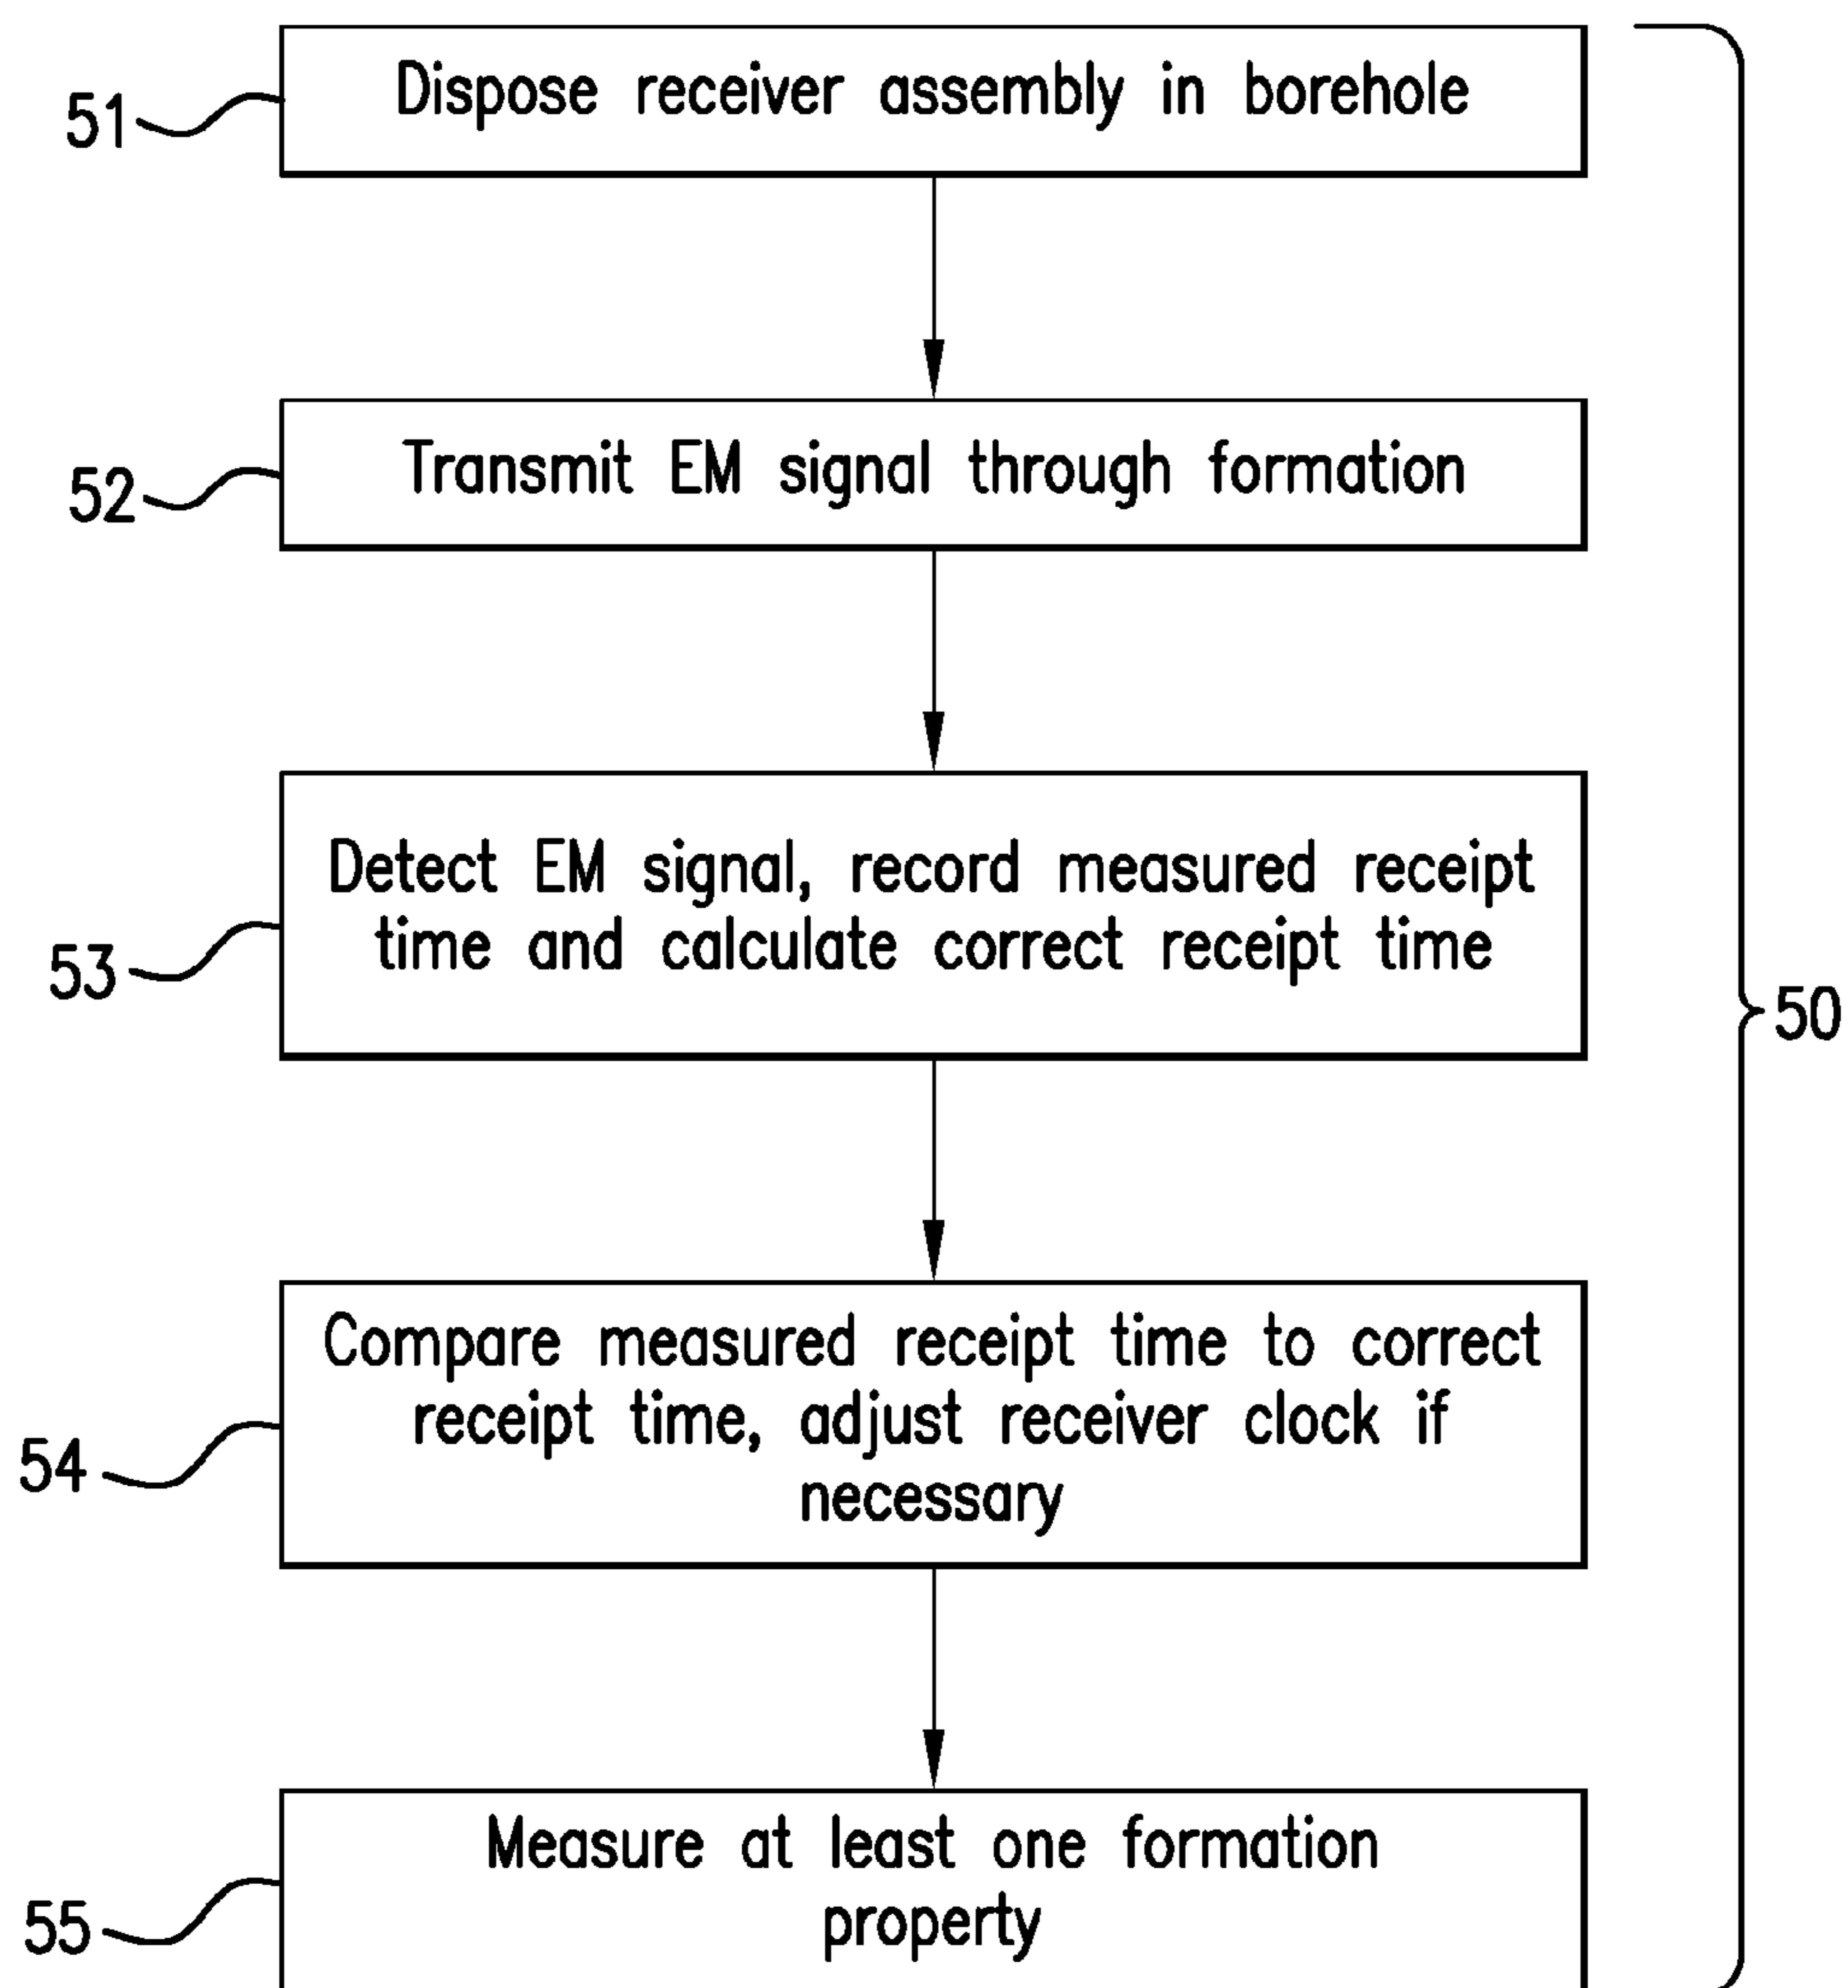 Dispose receiver assembly in borehole
51
Transmit EM signal through formation
52
Detect EM signal, record measured receipt
time and calculate correct receipt time
53
50
Compare measured receipt time to correct
receipt time, adjust receiver clock if
necessary
54
Measure at least one formation
property
55